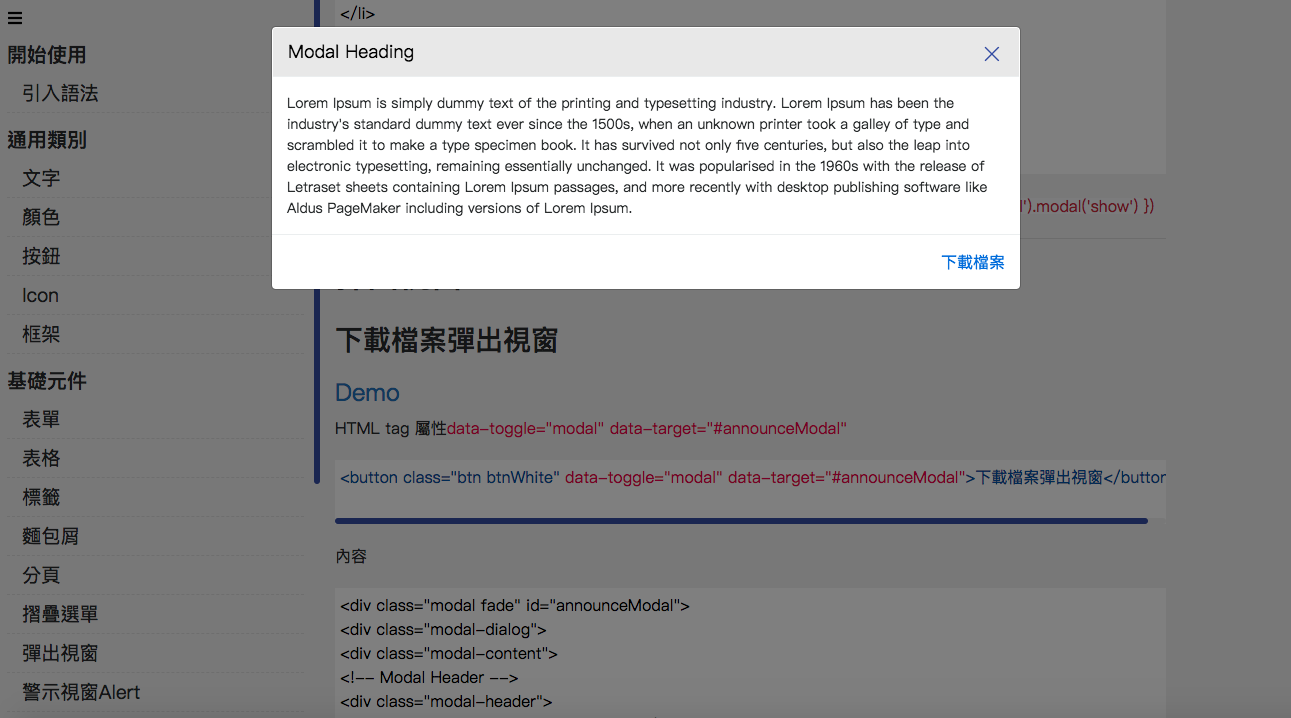 開始使用
引入語法
通用類別
文字
顏色
按鈕
Icon
框架
基礎元件
表單
表格
標籤
麵包屑
分頁
摺疊選單
彈出視窗
警示視窗Alert
</li>
Modal Heading
Lorem Ipsum is simply dummy text of the printing and typesetting industry. Lorem Ipsum has been the
industry's standard dummy text ever since the 1500s, when an unknown printer took a galley of type and
scrambled it to make a type specimen book. It has survived not only five centuries, but also the leap into
electronic typesetting, remaining essentially unchanged. It was popularised in the 1960s with the release of
Letraset sheets containing Lorem Ipsum passages, and more recently with desktop publishing software like
Aldus PageMaker including versions of Lorem Ipsum.
').modal('show') })
下載檔案
下載檔案彈出視窗
Demo
HTML tag 屬性data-toggle="modal" data-target="#announceModal"
<button class="btn btnWhite" data-toggle="modal" data-target="#announceModal">下載檔案彈出視窗</button
內容
<div class="modal fade" id="announceModal">
<div class="modal-dialog">
<div class="modal-content">
<!-- Modal Header -->
<div class="modal-header">